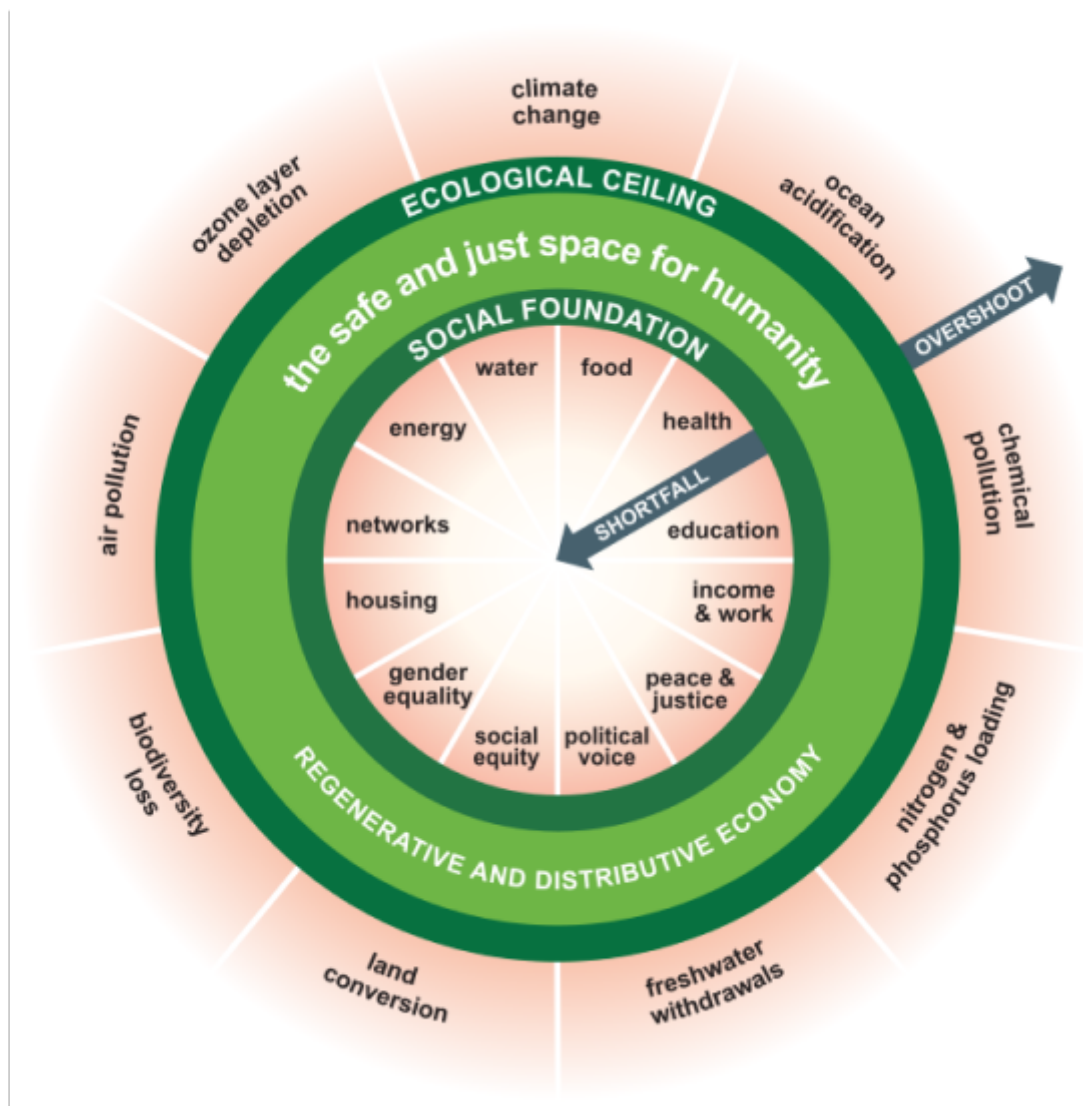 climate
change
ocean
acidification
OVERSHOOT
chemical
pollution
nitrogen &
phosphorus loading
freshwater
withdrawals
land
conversion
biodiversity
loss
air pollution
ozone layer
depletion
ECOLOGICAL CEILING
the safe and just space for humanity
SOCIAL FOUNDATION
water
food
health
SHORTFALL
education
income
& work
peace &
justice
political
voice
social
equity
gender
equality
housing
networks
energy
REGENERATIVE AND DISTRIBUTIVE ECONOMY